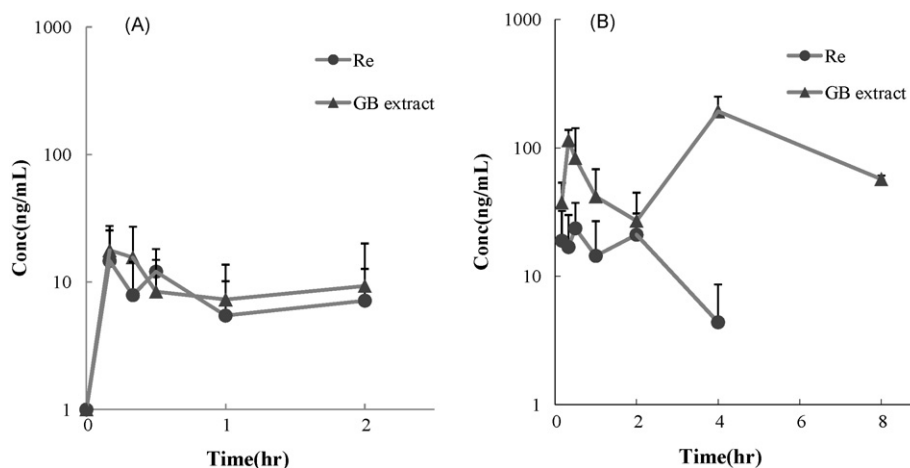 (A)
1000
100
10
1
0
1
2
Conc(ng/mL)
Time(hr)
Re
GB extract
(B)
1000
100
10
1
0
2
4
6
8
Conc(ng/mL)
Time(hr)
Re
GB extract